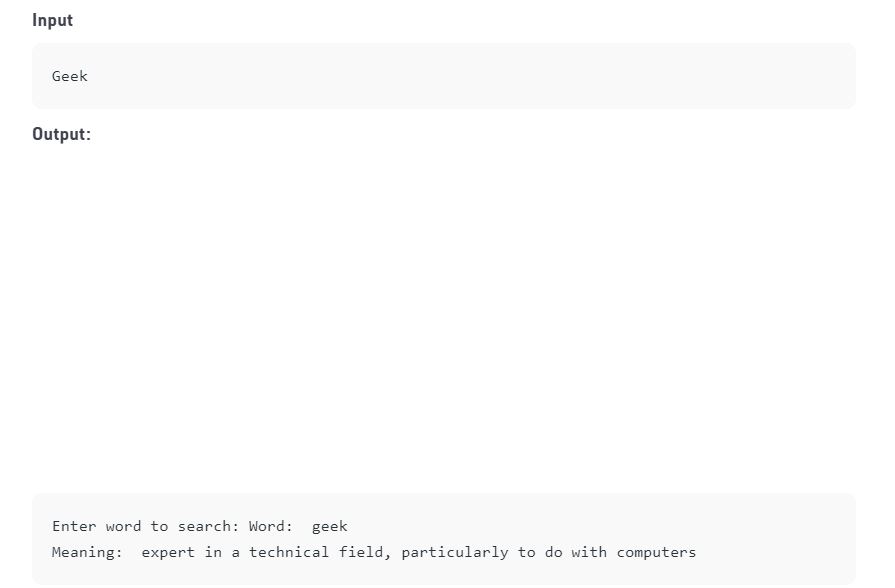 Input
Geek
Output:
Enter word to search: Word:  geek
Meaning:  expert in a technical field, particularly to do with computers